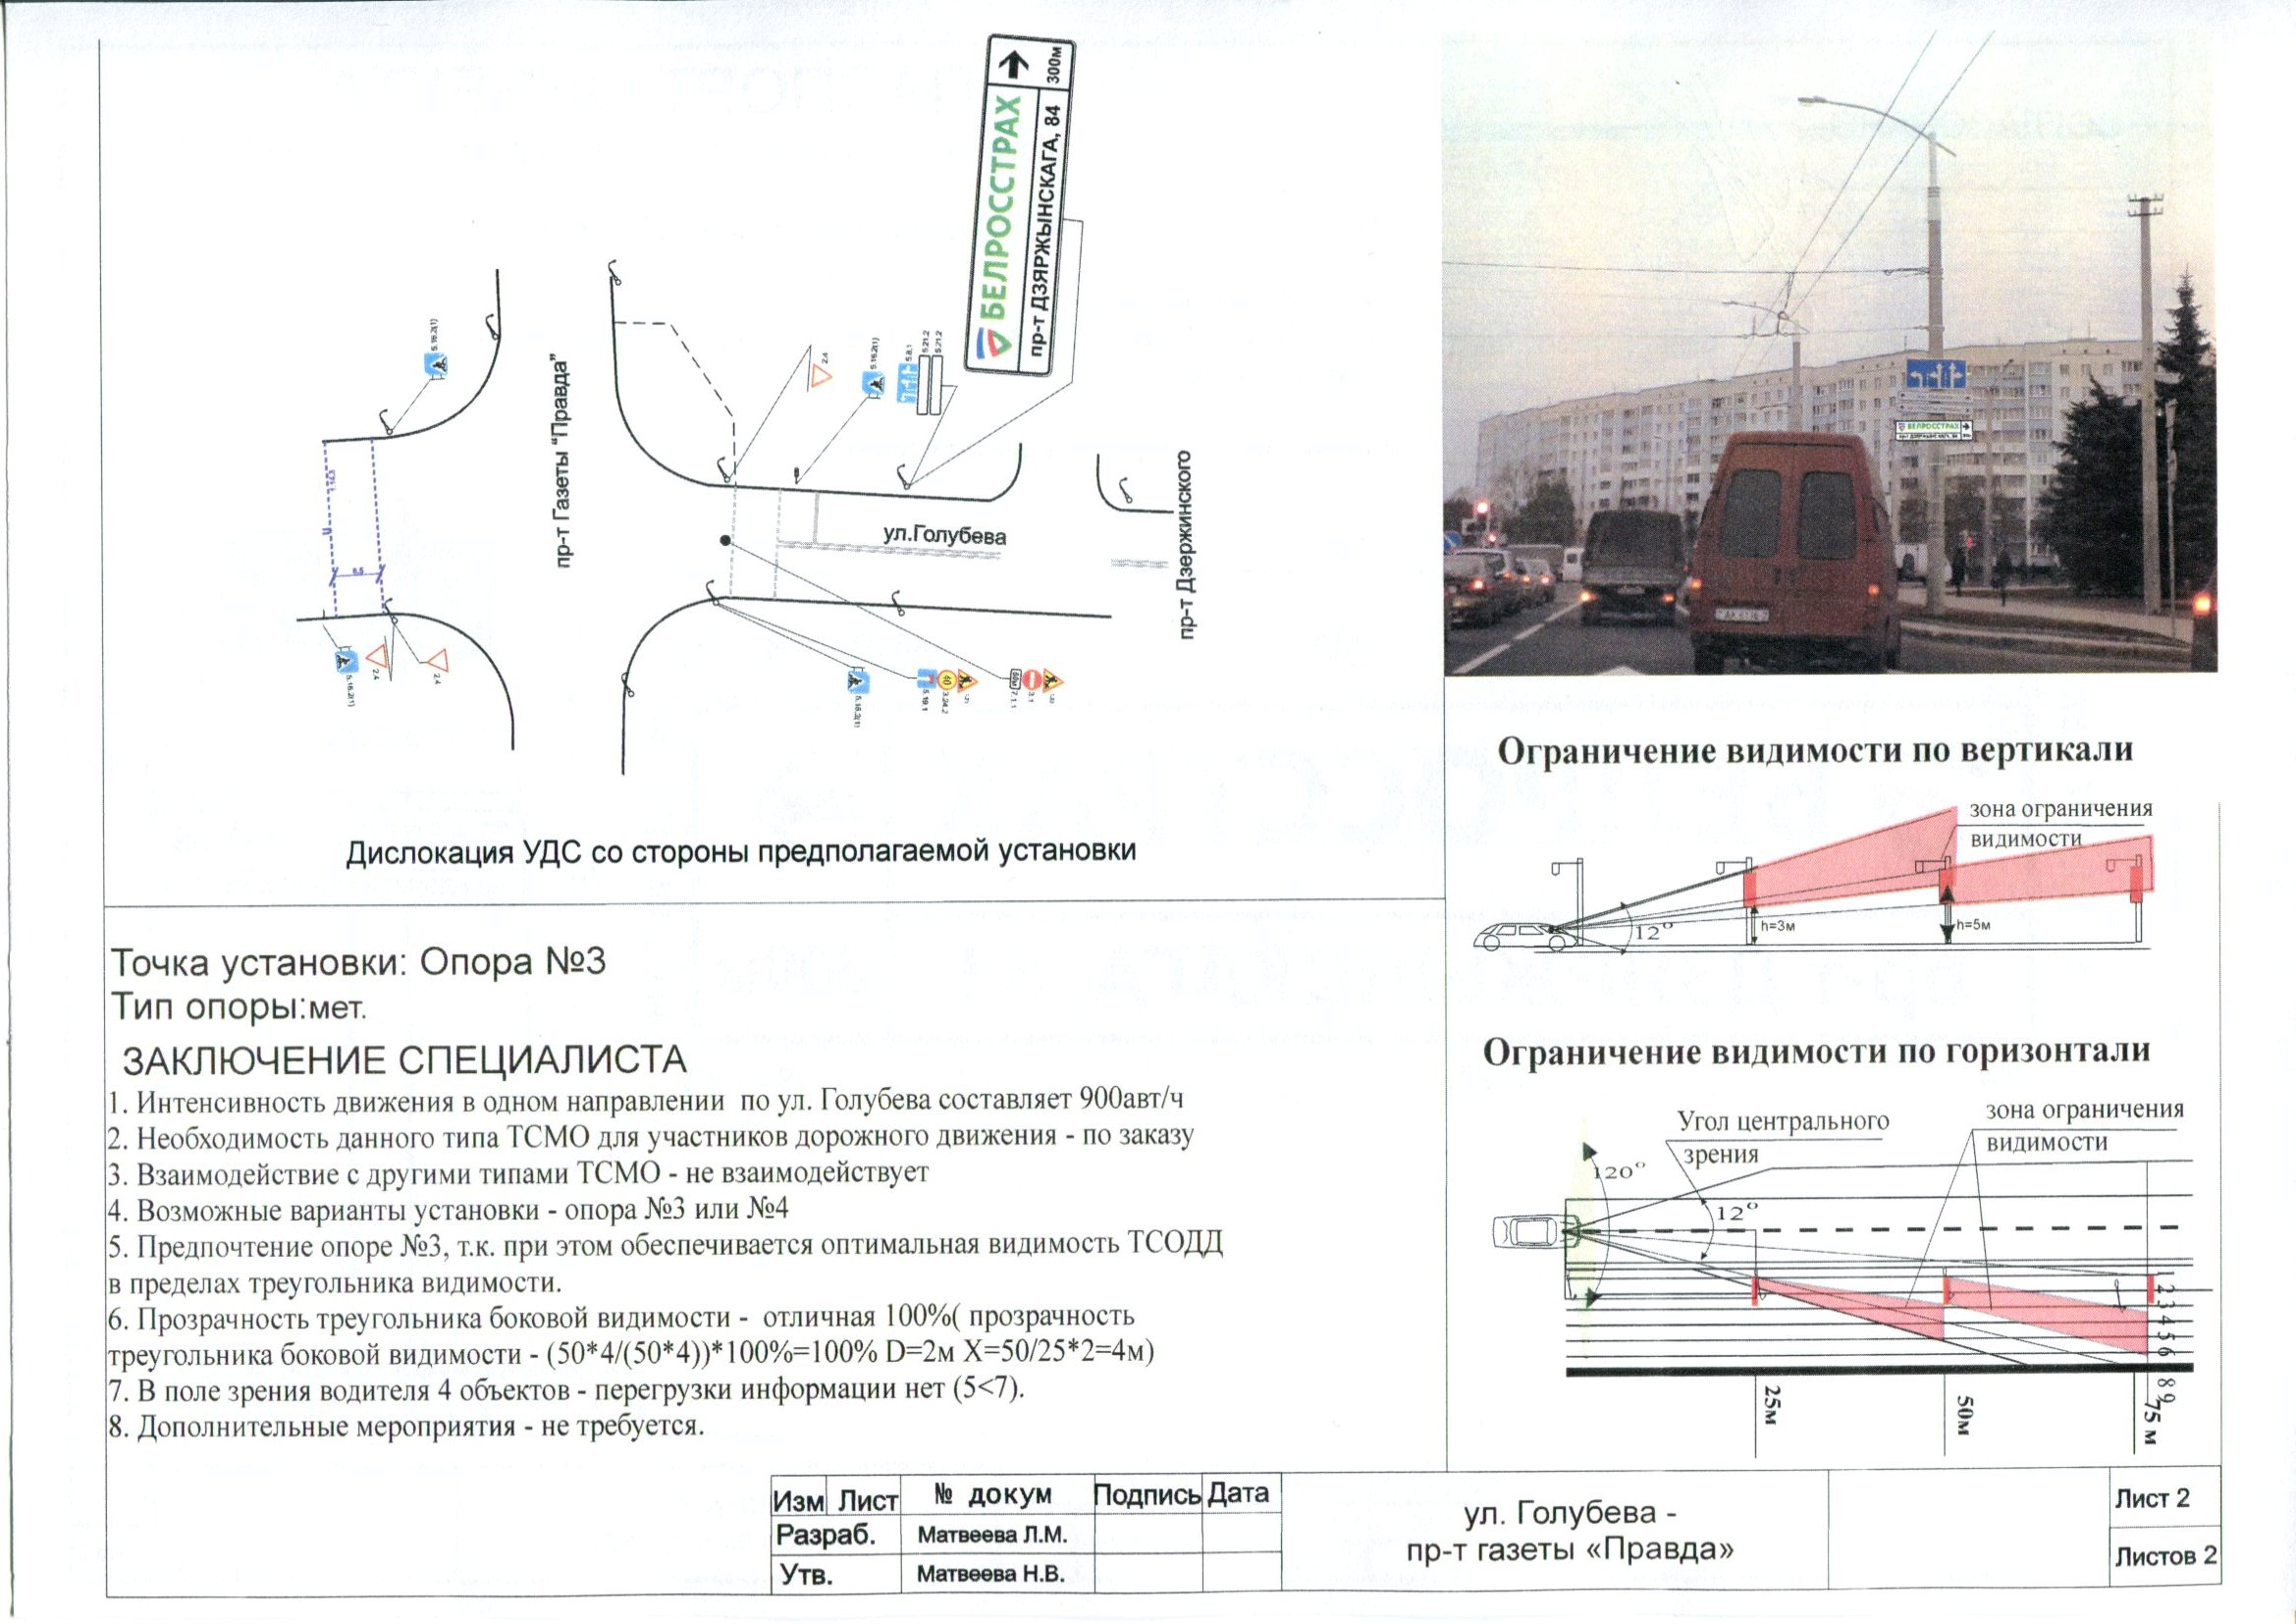 БЕЛРОССТРАХ
пр-т ДЗЯРЖЫНСКАГА, 84
300м
5.16.2(1)
пр-т Газеты "Правда"
2.4
5.16.2(1)
5.8.1
5.21.2
5.21.2
ул.Голубева
пр-т Дзержинского
6.5
5.16.2(1)
2.4
2.4
5.16.2(1)
5.19.1
40
3.24.2
7.1.1
3.1
Дислокация УДС со стороны предполагаемой установки
БЕЛРОССТРАХ
пр-т ДЗЯРЖЫНСКАГА, 84
Ограничение видимости по вертикали
зона ограничения
видимости
12°
h=3м
h=5м
Ограничение видимости по горизонтали
Угол центрального
зрения
зона ограничения
видимости
120°
12°
1 2 3 4 5 6
8 9
25м
50м
75 м
Точка установки: Опора №3
Тип опоры:мет.
ЗАКЛЮЧЕНИЕ СПЕЦИАЛИСТА
1. Интенсивность движения в одном направлении по ул. Голубева составляет 900авт/ч
2. Необходимость данного типа ТСМО для участников дорожного движения - по заказу
3. Взаимодействие с другими типами ТСМО - не взаимодействует
4. Возможные варианты установки - опора №3 или №4
5. Предпочтение опоре №3, т.к. при этом обеспечивается оптимальная видимость ТСОДД
в пределах треугольника видимости.
6. Прозрачность треугольника боковой видимости - отличная 100%( прозрачность
треугольника боковой видимости - (50*4/(50*4))*100%=100% D=2м X=50/25*2=4м)
7. В поле зрения водителя 4 объектов - перегрузки информации нет (5<7).
8. Дополнительные мероприятия - не требуется.
Изм Лист № докум Подпись Дата
Разраб. Матвеева Л.М.
Утв. Матвеева Н.В.
ул. Голубева -
пр-т газеты «Правда»
Лист 2
Листов 2